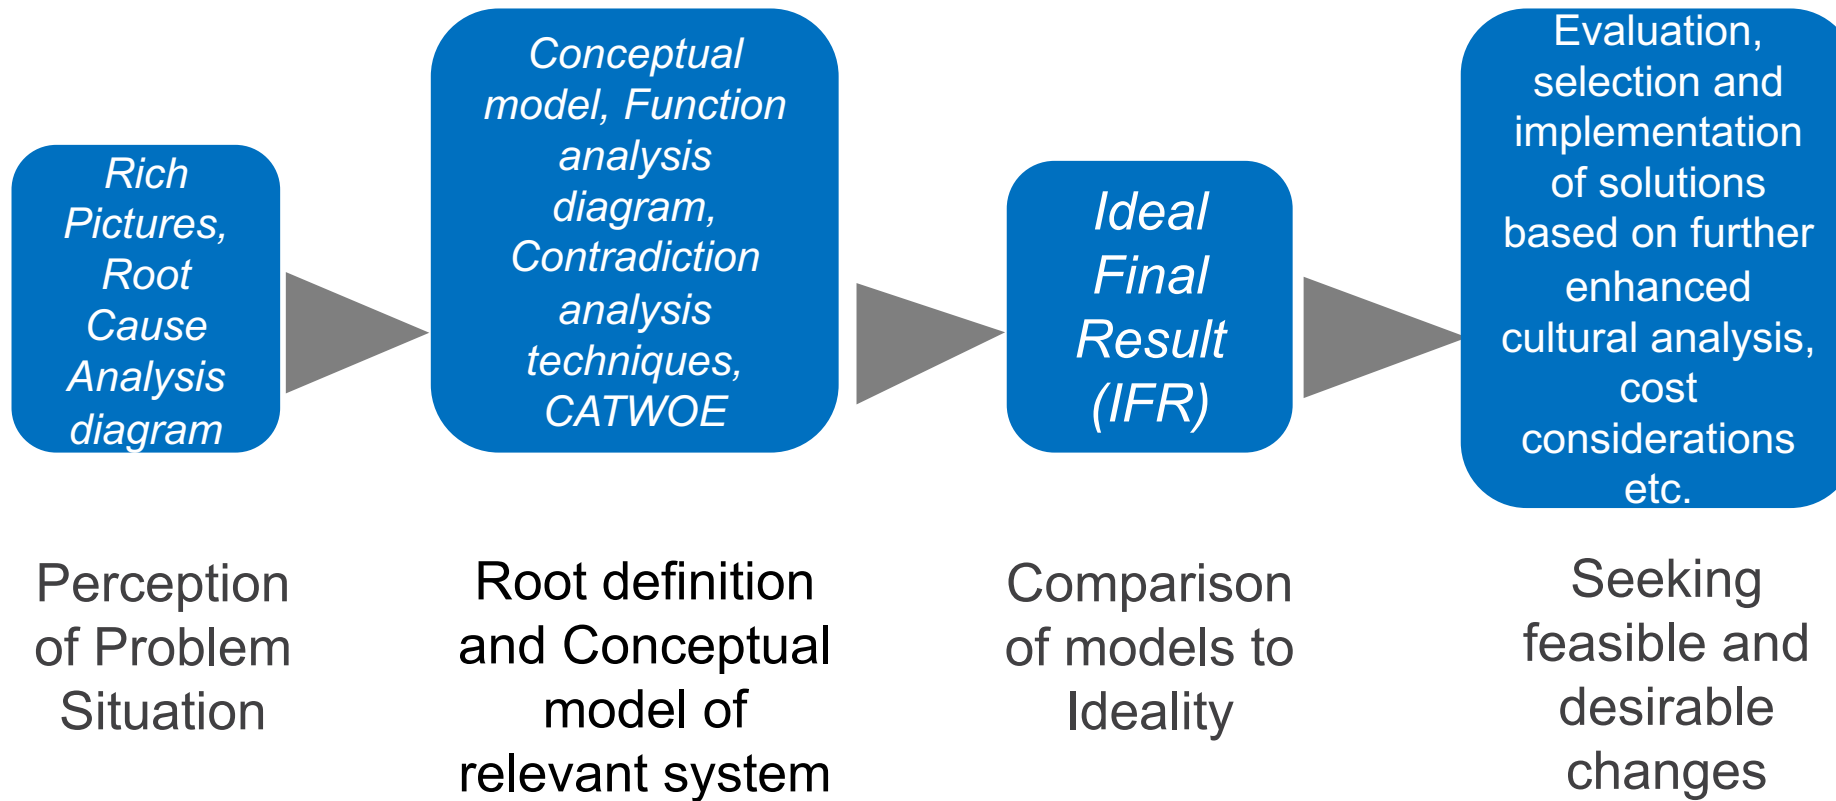 Rich
Pictures,
Root
Cause
Analysis
diagram
Conceptual
model, Function
analysis
diagram,
Contradiction
analysis
techniques,
CATWOE
Ideal
Final
Result
(IFR)
Evaluation,
selection and
implementation
of solutions
based on further
enhanced
cultural analysis,
cost
considerations
etc.
Perception
of Problem
Situation
Root definition
and Conceptual
model of
relevant system
Comparison
of models to
Ideality
Seeking
feasible and
desirable
changes